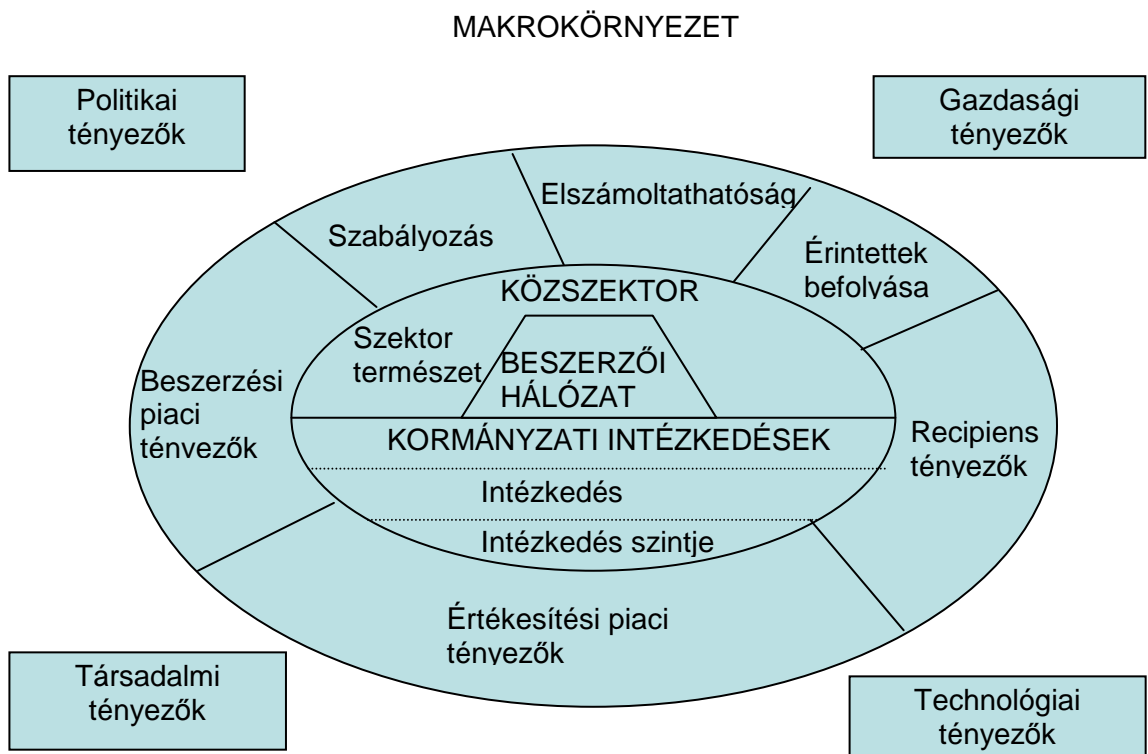 MAKROKÖRNYEZET
Politikai
tényezők
Gazdasági
tényezők
Elszámoltathatóság
Szabályozás
Érintettek
befolyása
KÖZSZEKTOR
Szektor
természet
BESZERZŐI
HÁLÓZAT
Beszerzési
piaci
tényezők
KORMÁNYZATI INTÉZKEDÉSEK
Recipiens
tényezők
Intézkedés
Intézkedés szintje
Értékesítési piaci
tényezők
Társadalmi
tényezők
Technológiai
tényezők